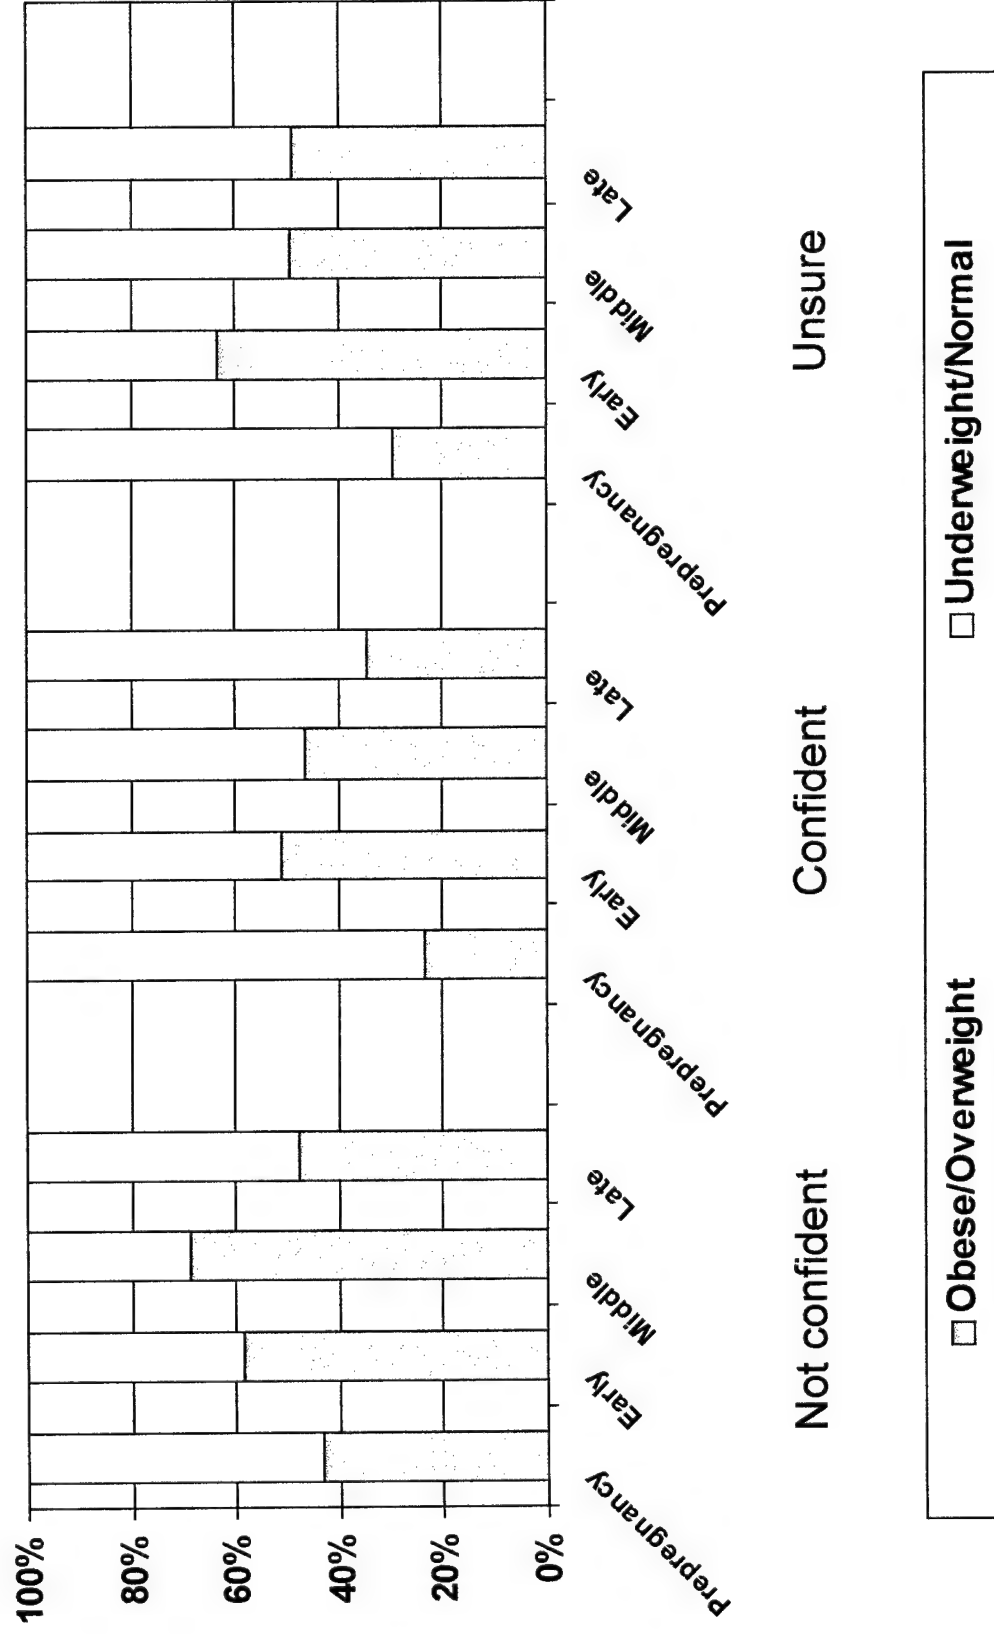 100%
80%
60%
40%
20%
0%
Prepregnancy
Early
Middle
Late
Prepregnancy
Early
Middle
Late
Prepregnancy
Early
Middle
Late
Not confident
Confident
Unsure
Obese/Overweight
Underweight/Normal